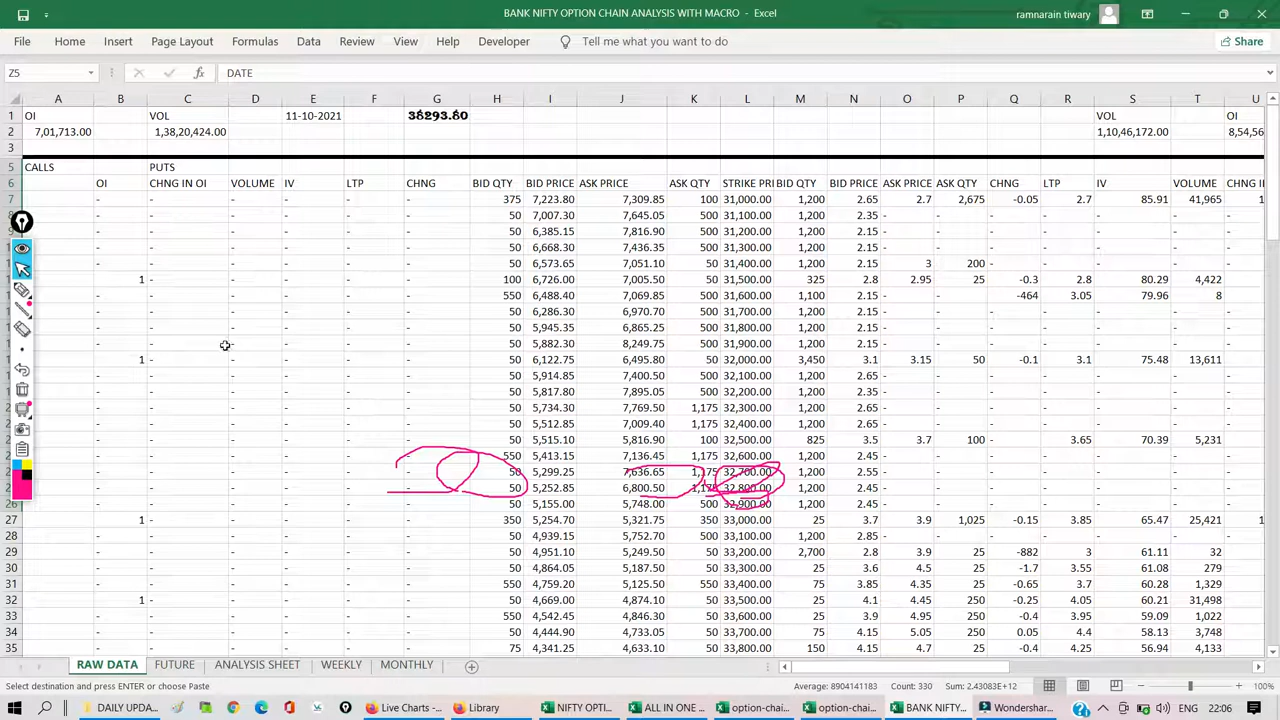 BANK NIFTY OPTION CHAIN ANALYSIS WITH MACRO - Excel ramnarain tiwary
File Home Insert Page Layout Formulas Data Review View Help Developer Tell me what you want to do Share
Z5 fx DATE
A B C D E F G H I J K L M N O P Q R S T U
1 OI VOL 11-10-2021 38293.80 VOL OI
2 7,01,713.00 1,38,20,424.00 1,10,46,172.00 8,54,56
3
5 CALLS PUTS
6 OI CHNG IN OI VOLUME IV LTP CHNG BID QTY BID PRICE ASK PRICE ASK QTY STRIKE PRI BID QTY BID PRICE ASK PRICE ASK QTY CHNG LTP IV VOLUME CHNG I
7 - - - - - - - 375 7,223.80 7,309.85 100 31,000.00 1,200 2.65 2.7 2,675 -0.05 2.7 85.91 41,965 1
- - - - - - - 50 7,007.30 7,645.05 500 31,100.00 1,200 2.35 - - - - - - -
- - - - - - - 50 6,385.15 7,816.90 500 31,200.00 1,200 2.15 - - - - - - -
- - - - - - - 50 6,668.30 7,436.35 500 31,300.00 1,200 2.15 - - - - - - -
- - - - - - - 50 6,573.65 7,051.10 50 31,400.00 1,200 2.15 3 200 - - - - -
1 - - - - - 100 6,726.00 7,005.50 50 31,500.00 325 2.8 2.95 25 -0.3 2.8 80.29 4,422
- - - - - - - 550 6,488.40 7,069.85 500 31,600.00 1,100 2.15 - - -464 3.05 79.96 8
- - - - - - - 50 6,286.30 6,970.70 500 31,700.00 1,200 2.15 - - - - - - -
- - - - - - - 50 5,945.35 6,865.25 500 31,800.00 1,200 2.15 - - - - - - -
- - - - - - - 50 5,882.30 8,249.75 500 31,900.00 1,200 2.15 - - - - - - -
1 - - - - - 50 6,122.75 6,495.80 50 32,000.00 3,450 3.1 3.15 50 -0.1 3.1 75.48 13,611
- - - - - - - 50 5,914.85 7,400.50 500 32,100.00 1,200 2.65 - - - - - - -
- - - - - - - 50 5,817.80 7,895.05 500 32,200.00 1,200 2.35 - - - - - - -
- - - - - - - 50 5,734.30 7,769.50 1,175 32,300.00 1,200 2.65 - - - - - - -
- - - - - - - 50 5,512.85 7,009.40 1,175 32,400.00 1,200 2.65 - - - - - - -
- - - - - - - 50 5,515.10 5,816.90 100 32,500.00 825 3.5 3.7 100 - 3.65 70.39 5,231
- - - - - - - 550 5,413.15 7,136.45 500 32,600.00 1,200 2.45 - - - - - - -
- - - - - - - 50 5,299.25 7,636.65 1,175 32,700.00 1,200 2.55 - - - - - - -
- - - - - - - 50 5,252.85 6,800.50 32,800.00 1,200 2.45 - - - - - - -
- - - - - - - 50 5,155.00 5,748.00 500 32,900.00 1,200 2.45 - - - - - - -
27 1 - - - - - 350 5,254.70 5,321.75 350 33,000.00 25 3.7 3.9 1,025 -0.15 3.85 65.47 25,421 1
28 - - - - - - - 50 4,939.15 5,752.70 500 33,100.00 1,200 2.85 - - - - - - -
29 - - - - - - - 50 4,951.10 5,249.50 50 33,200.00 2,700 2.8 3.9 25 -882 3 61.11 32
30 - - - - - - - 50 4,864.05 5,187.50 50 33,300.00 25 3.6 4.5 25 -1.7 3.55 61.08 279
31 - - - - - - - 550 4,759.20 5,125.50 550 33,400.00 75 3.85 4.35 25 -0.65 3.7 60.28 1,329
32 1 - - - - - 50 4,669.00 4,874.10 50 33,500.00 25 4.1 4.45 250 -0.25 4.05 60.21 31,498
33 - - - - - - - 550 4,542.45 4,846.30 50 33,600.00 25 3.9 4.95 250 -0.4 3.95 59.09 1,022
34 - - - - - - - 50 4,444.90 4,733.05 50 33,700.00 75 4.15 5.05 250 0.05 4.4 58.13 3,748
35 - - - - - - - 75 4,341.25 4,633.10 50 33,800.00 150 4.15 4.7 25 -0.4 4.25 56.94 4,133
RAW DATA FUTURE ANALYSIS SHEET WEEKLY MONTHLY
Select destination and press ENTER or choose Paste Average: 8904141183 Count: 330 Sum: 2.43083E+12 100%
DAILY UPDA... Live Charts -... Library NIFTY OPTI... ALL IN ONE ... option-chai... option-chai... BANK NIFTY... Wondershar... ENG 22:06